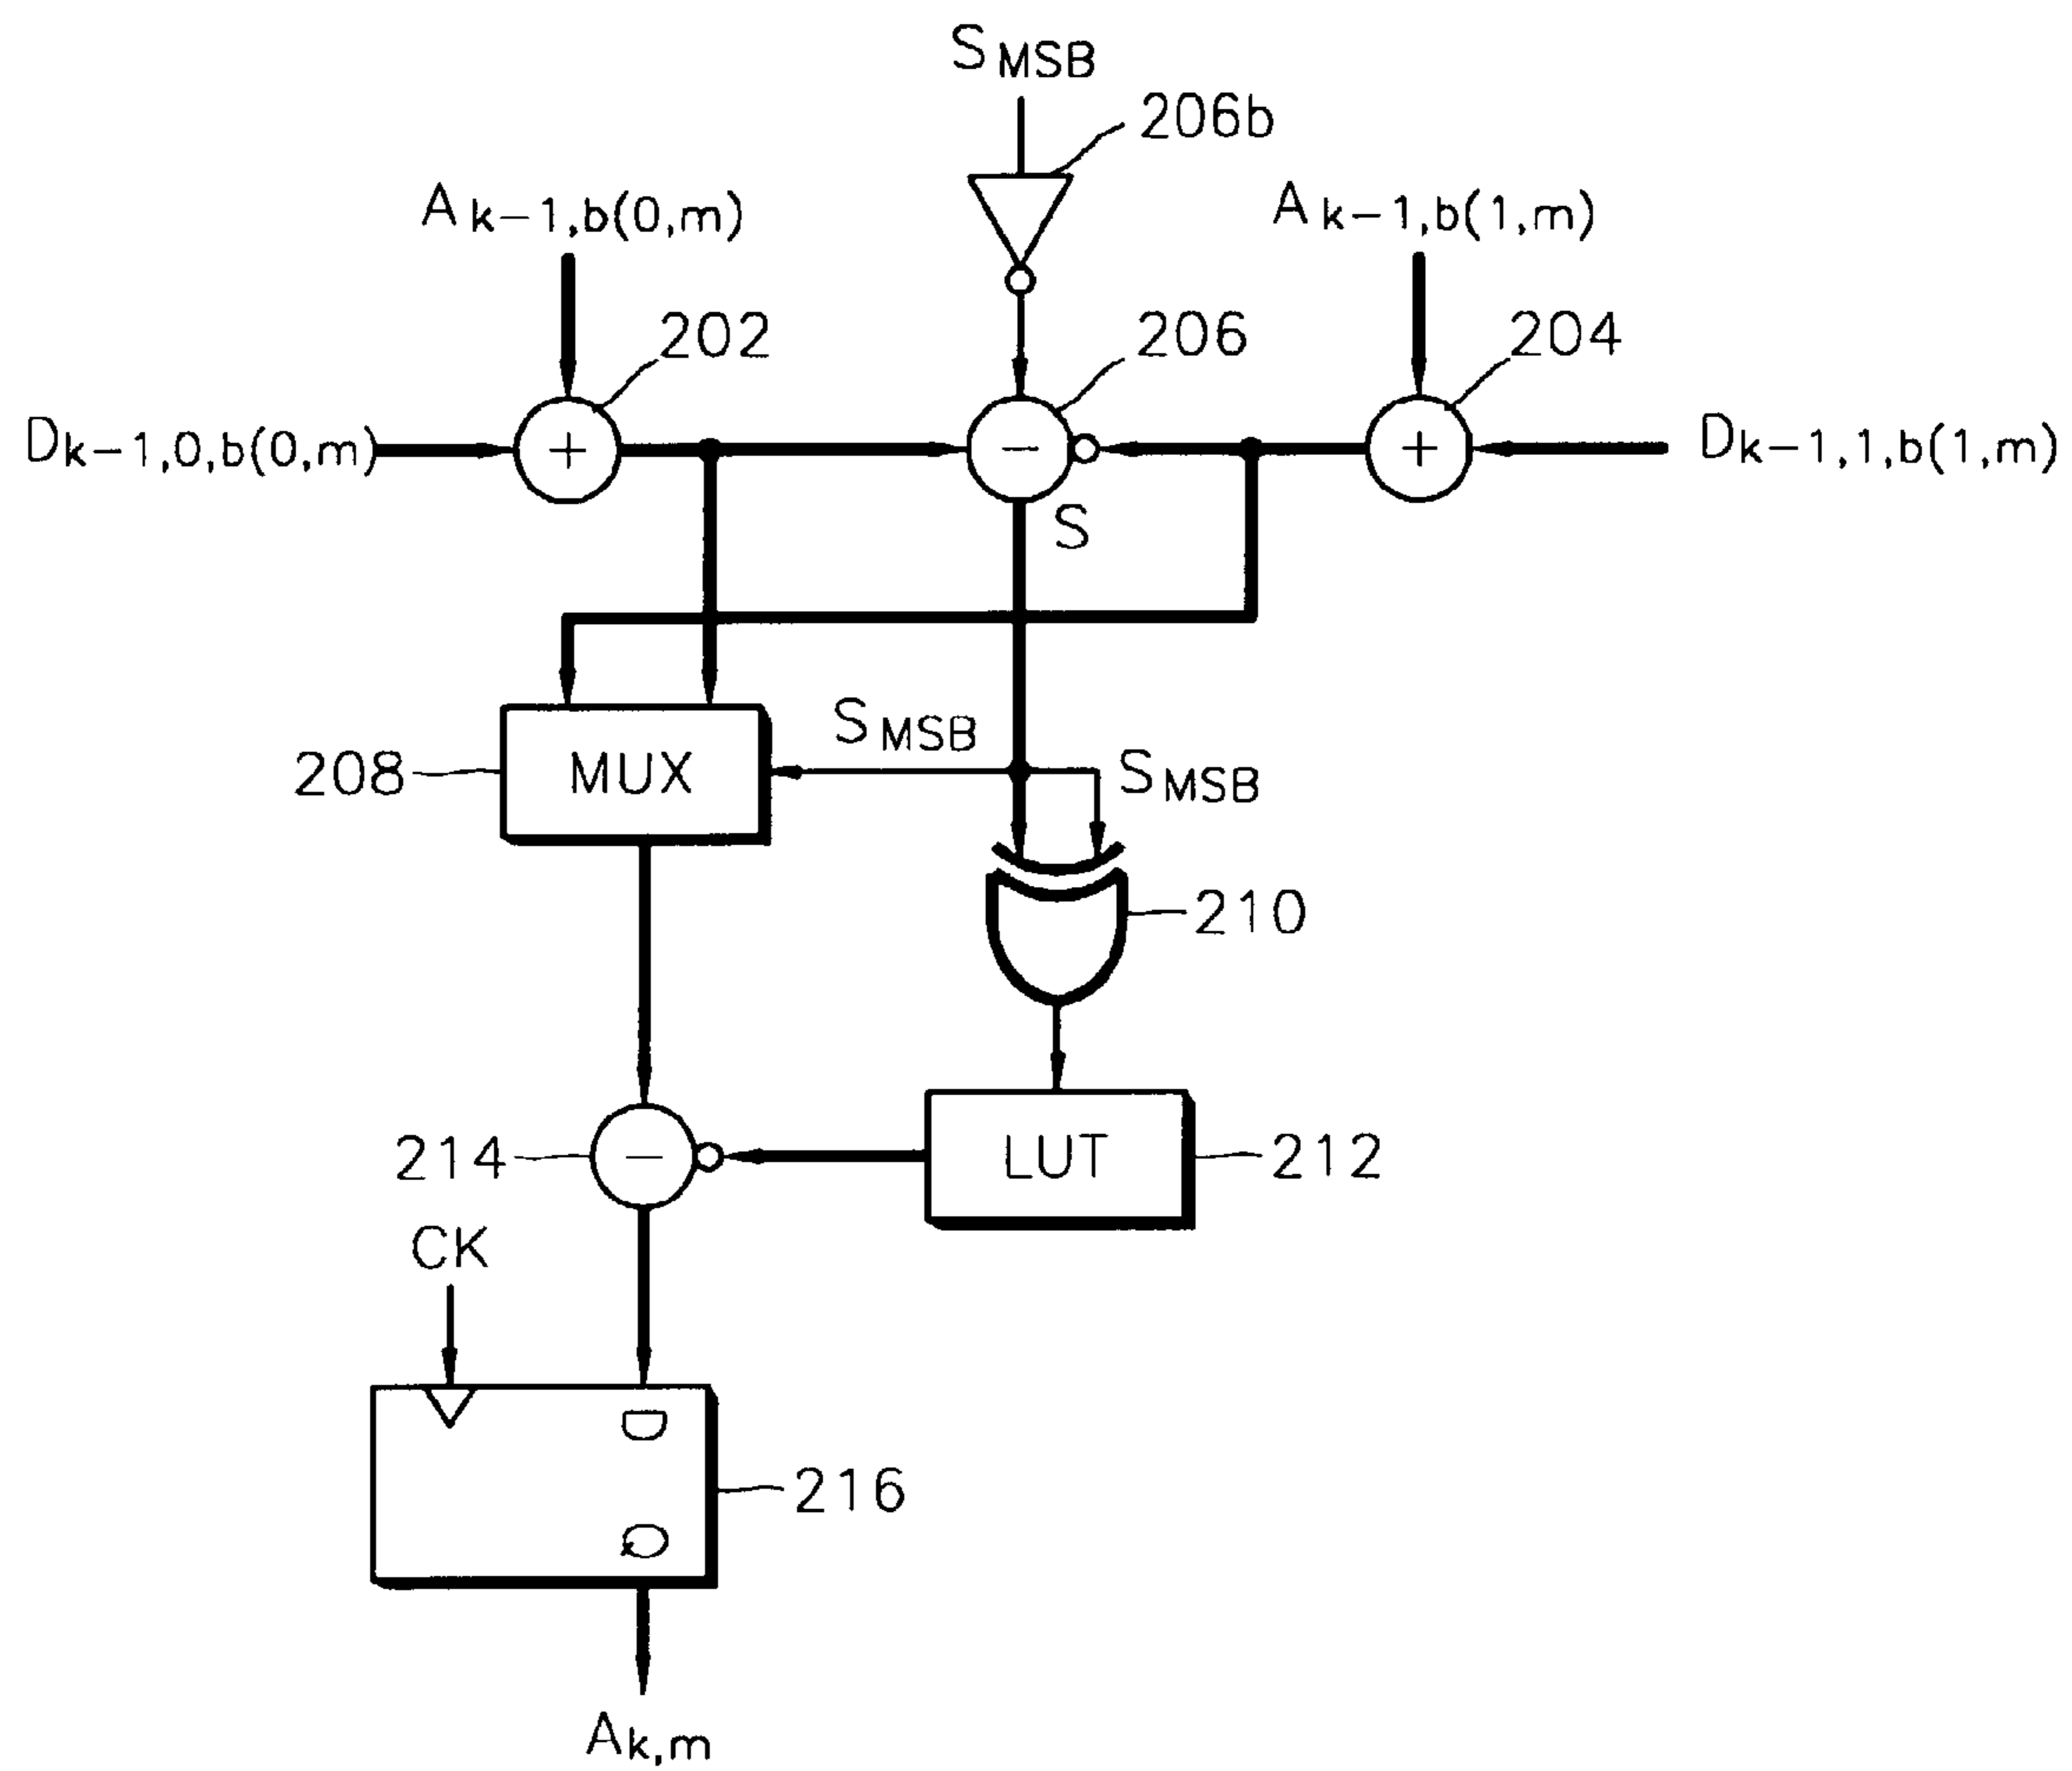 SMSB
206b
Ak-1,b(0,m)
Ak-1,b(1,m)
202
206
204
Dk-1,0,b(0,m)
+
-
+
Dk-1,1,b(1,m)
S
SMSB
SMSB
208
MUX
210
214
-
LUT
212
CK
D
216
Q
Ak,m